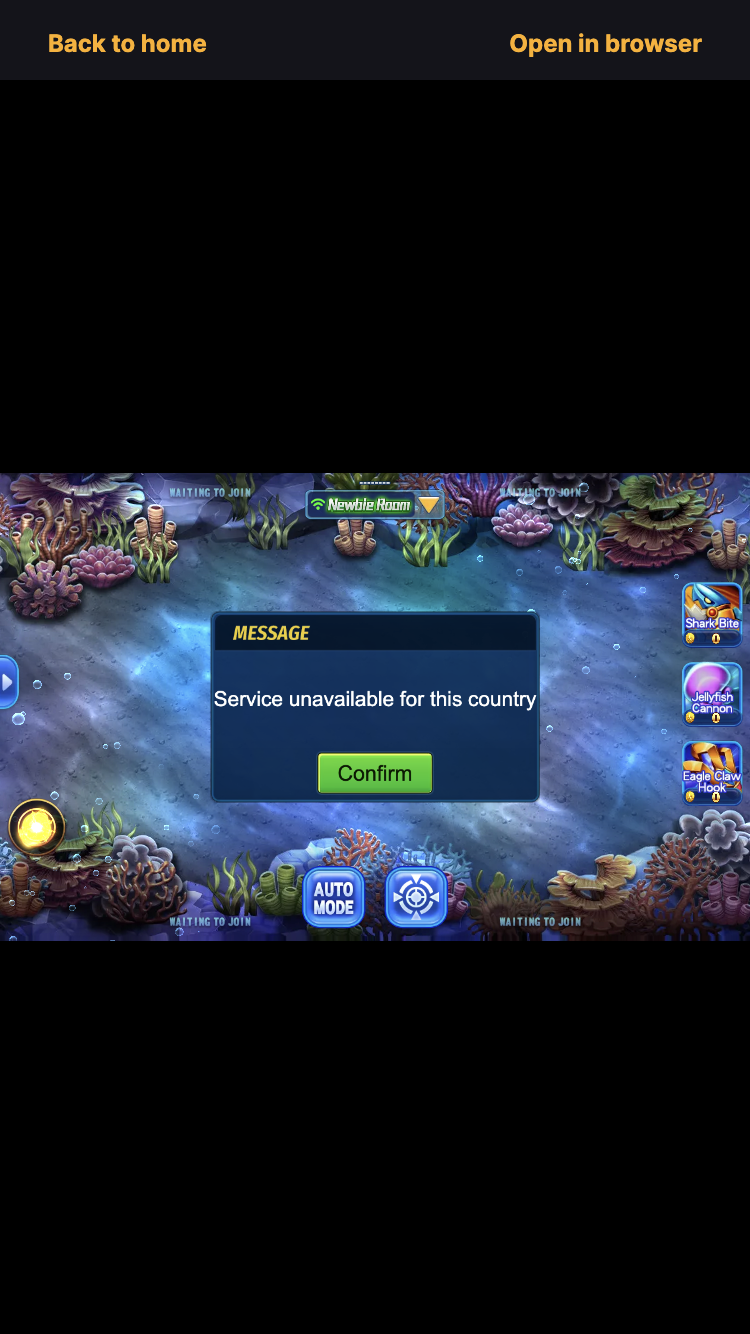 Back to home
Open in browser
WAITING TO JOIN
Newbie Room
WAITING TO JOIN
MESSAGE
Shark Bite
Service unavailable for this country
Jellyfish
Cannon
Confirm
Eagle Claw
Hook
AUTO
MODE
WAITING TO JOIN
WAITING TO JOIN